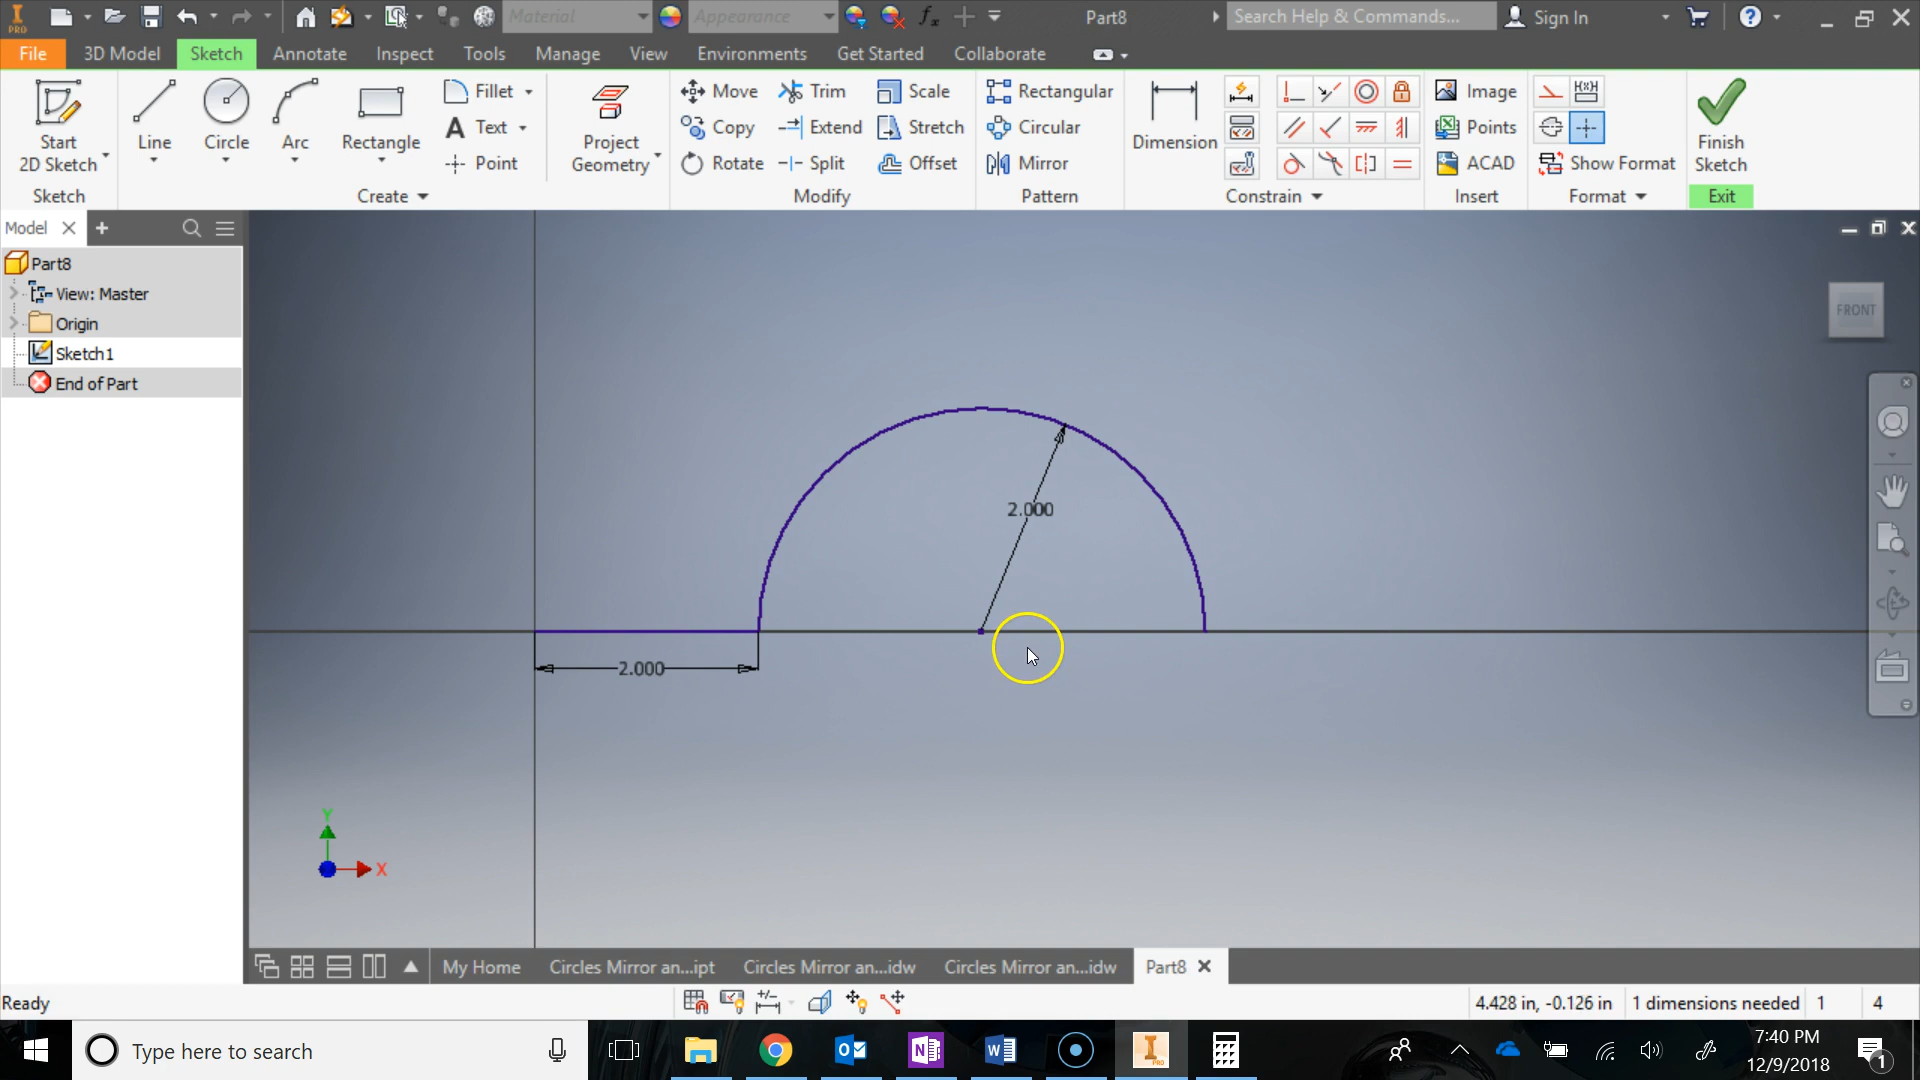 PRO Material Appearance fx Part8 Search Help & Commands... Sign In
File 3D Model Sketch Annotate Inspect Tools Manage View Environments Get Started Collaborate
Start 2D Sketch Line Circle Arc Rectangle Fillet Text Point Project Geometry
Move Trim Scale Rectangular
Copy Extend Stretch Circular
Rotate Split Offset Mirror
Dimension Image Points ACAD Show Format Finish Sketch
Sketch Create Modify Pattern Constrain Insert Format Exit
Model
Part8
View: Master
Origin
Sketch1
End of Part
FRONT
2.000
2.000
Y
X
My Home Circles Mirror an...ipt Circles Mirror an...idw Circles Mirror an...idw Part8
Ready 4.428 in, -0.126 in 1 dimensions needed 1 4
Type here to search 7:40 PM
12/9/2018 1